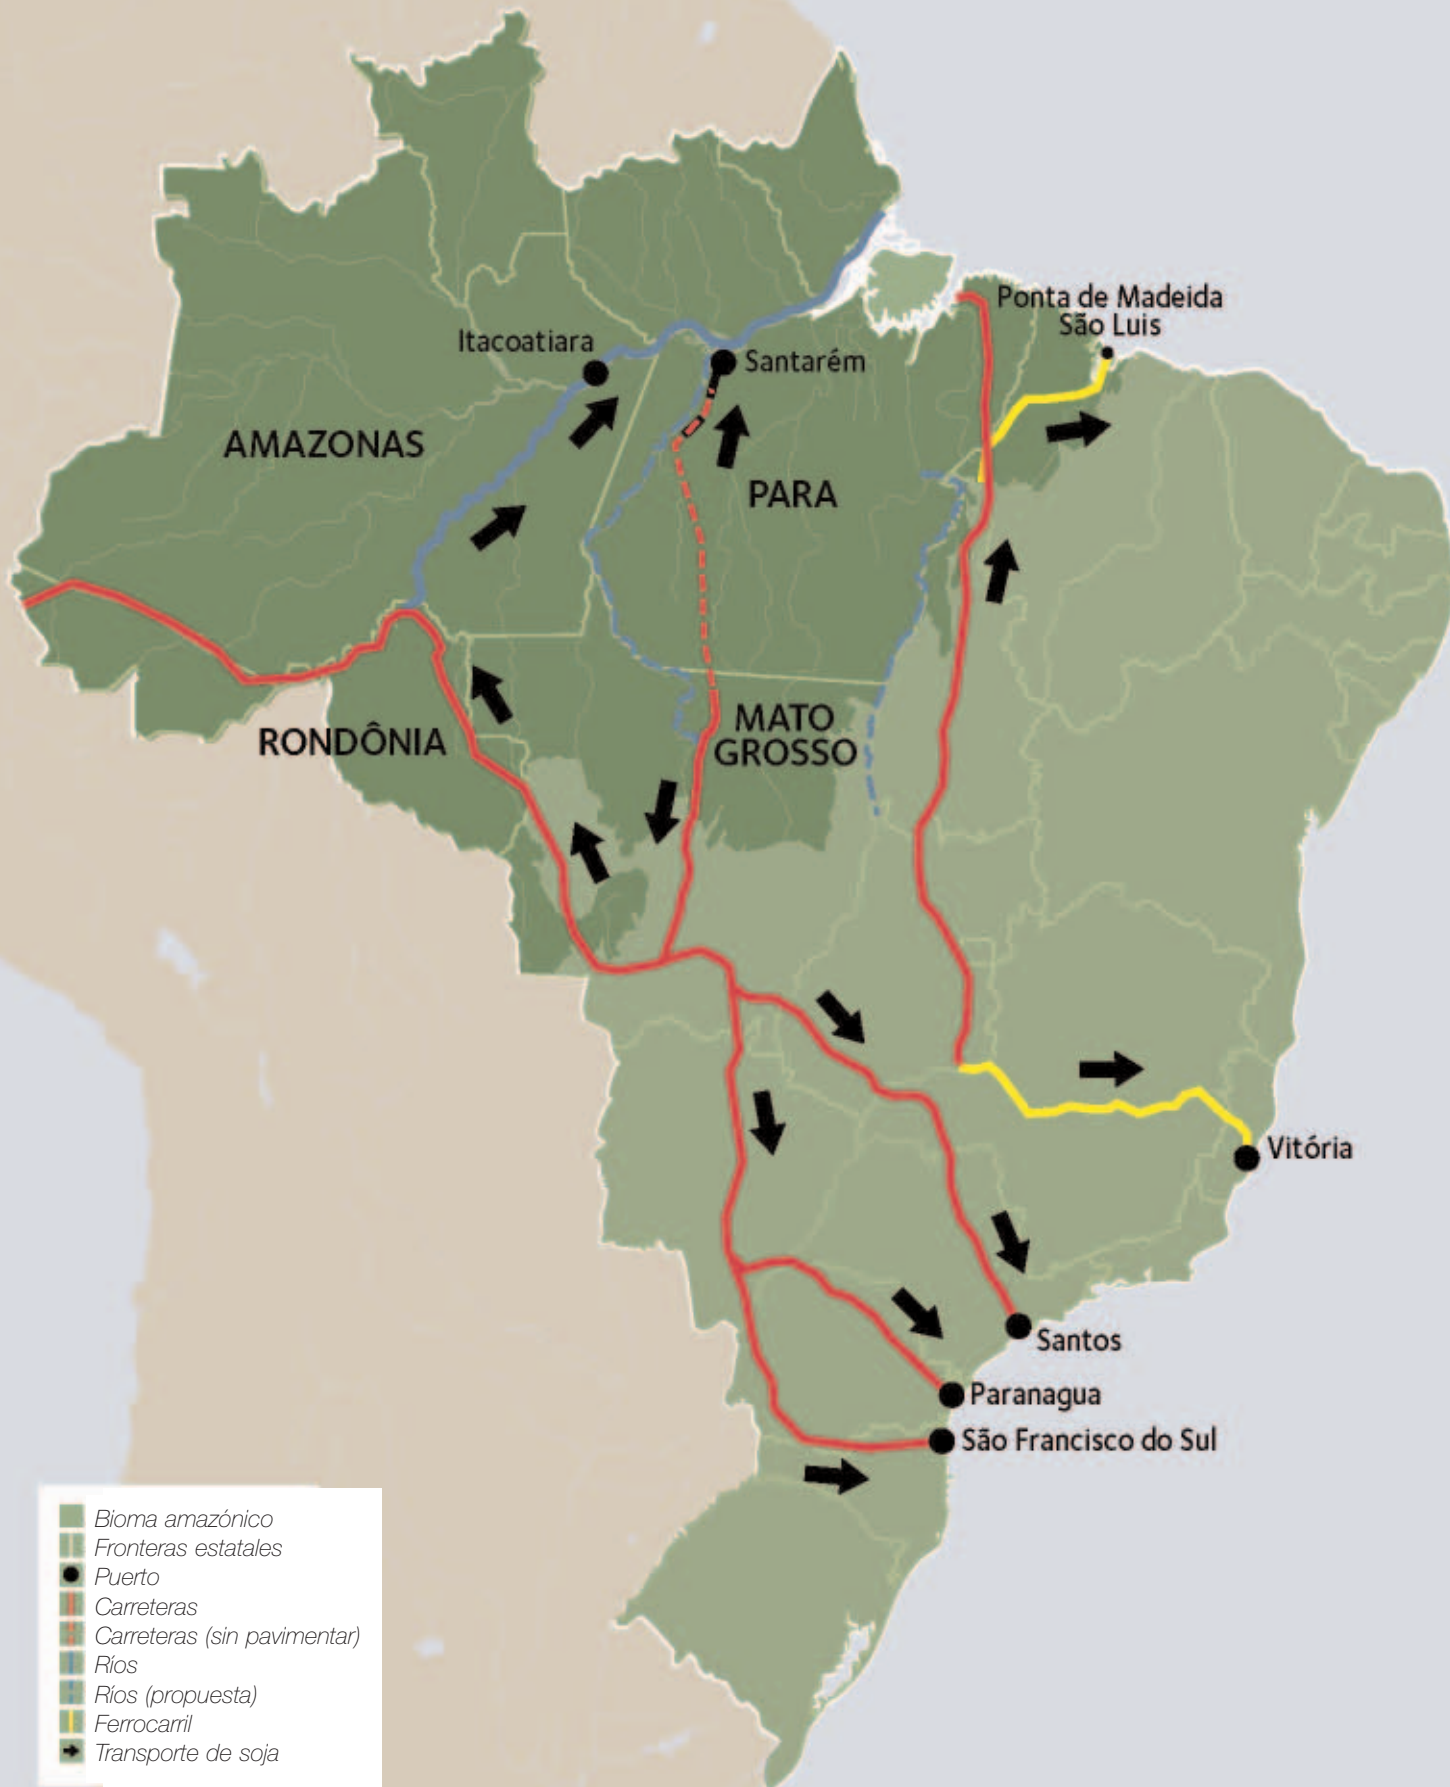 Ponta de Madeida
São Luis
Itacoatiara
Santarém
AMAZONAS
PARA
RONDÔNIA
MATO
GROSSO
Vitória
Santos
Paranagua
São Francisco do Sul
Bioma amazónico
Fronteras estatales
Puerto
Carreteras
Carreteras (sin pavimentar)
Ríos
Ríos (propuesta)
Ferrocarril
Transporte de soja